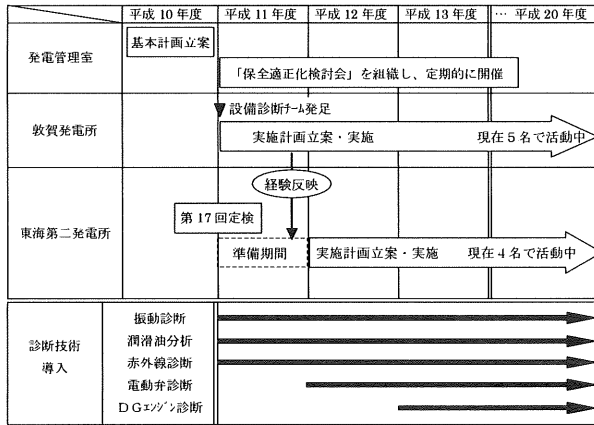 平成10年度 平成11年度 平成12年度 平成13年度 … 平成20年度
発電管理室
基本計画立案
「保全適正化検討会」を組織し、定期的に開催
設備診断ﾁｰﾑ発足
敦賀発電所
実施計画立案・実施 現在５名で活動中
経験反映
第17回定検
東海第二発電所
準備期間
実施計画立案・実施 現在４名で活動中
診断技術
導入
振動診断
潤滑油分析
赤外線診断
電動弁診断
ＤＧｴﾝｼﾞﾝ診断